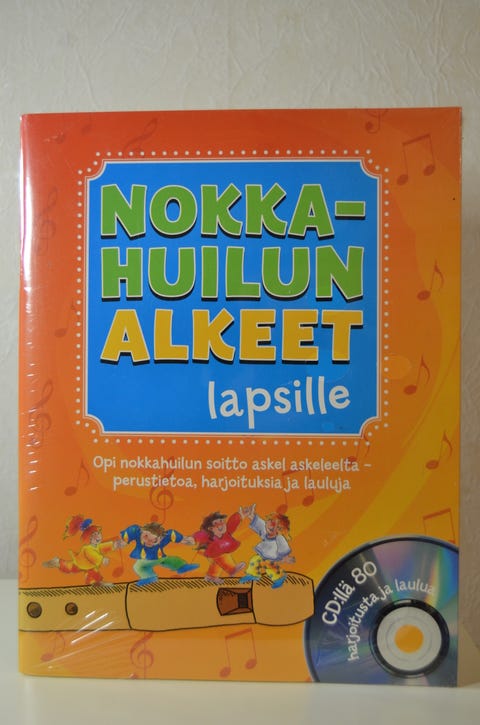 NOKKA-
HUILUN
ALKEET
lapsille
Opi nokkahuilun soitto askel askeleelta –
perustietoa, harjoituksia ja lauluja
CD:llä 80
harjoitusta ja laulua